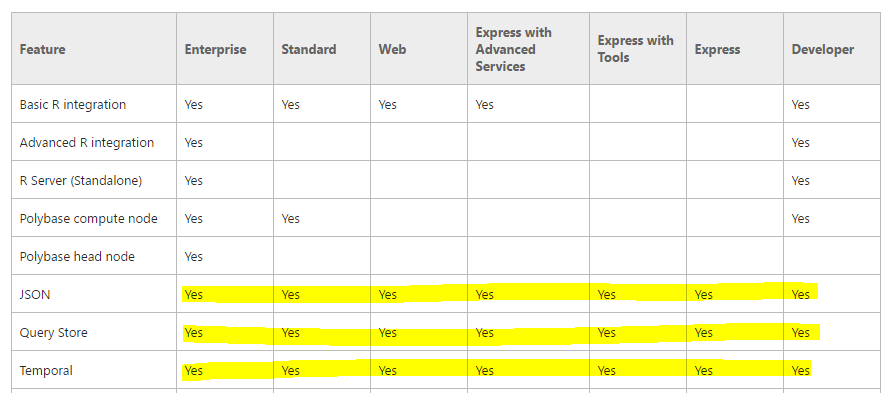 Feature Enterprise Standard Web Express with Advanced Services Express with Tools Express Developer
Basic R integration Yes Yes Yes Yes Yes
Advanced R integration Yes Yes
R Server (Standalone) Yes Yes
Polybase compute node Yes Yes Yes
Polybase head node Yes
JSON Yes Yes Yes Yes Yes Yes Yes
Query Store Yes Yes Yes Yes Yes Yes Yes
Temporal Yes Yes Yes Yes Yes Yes Yes